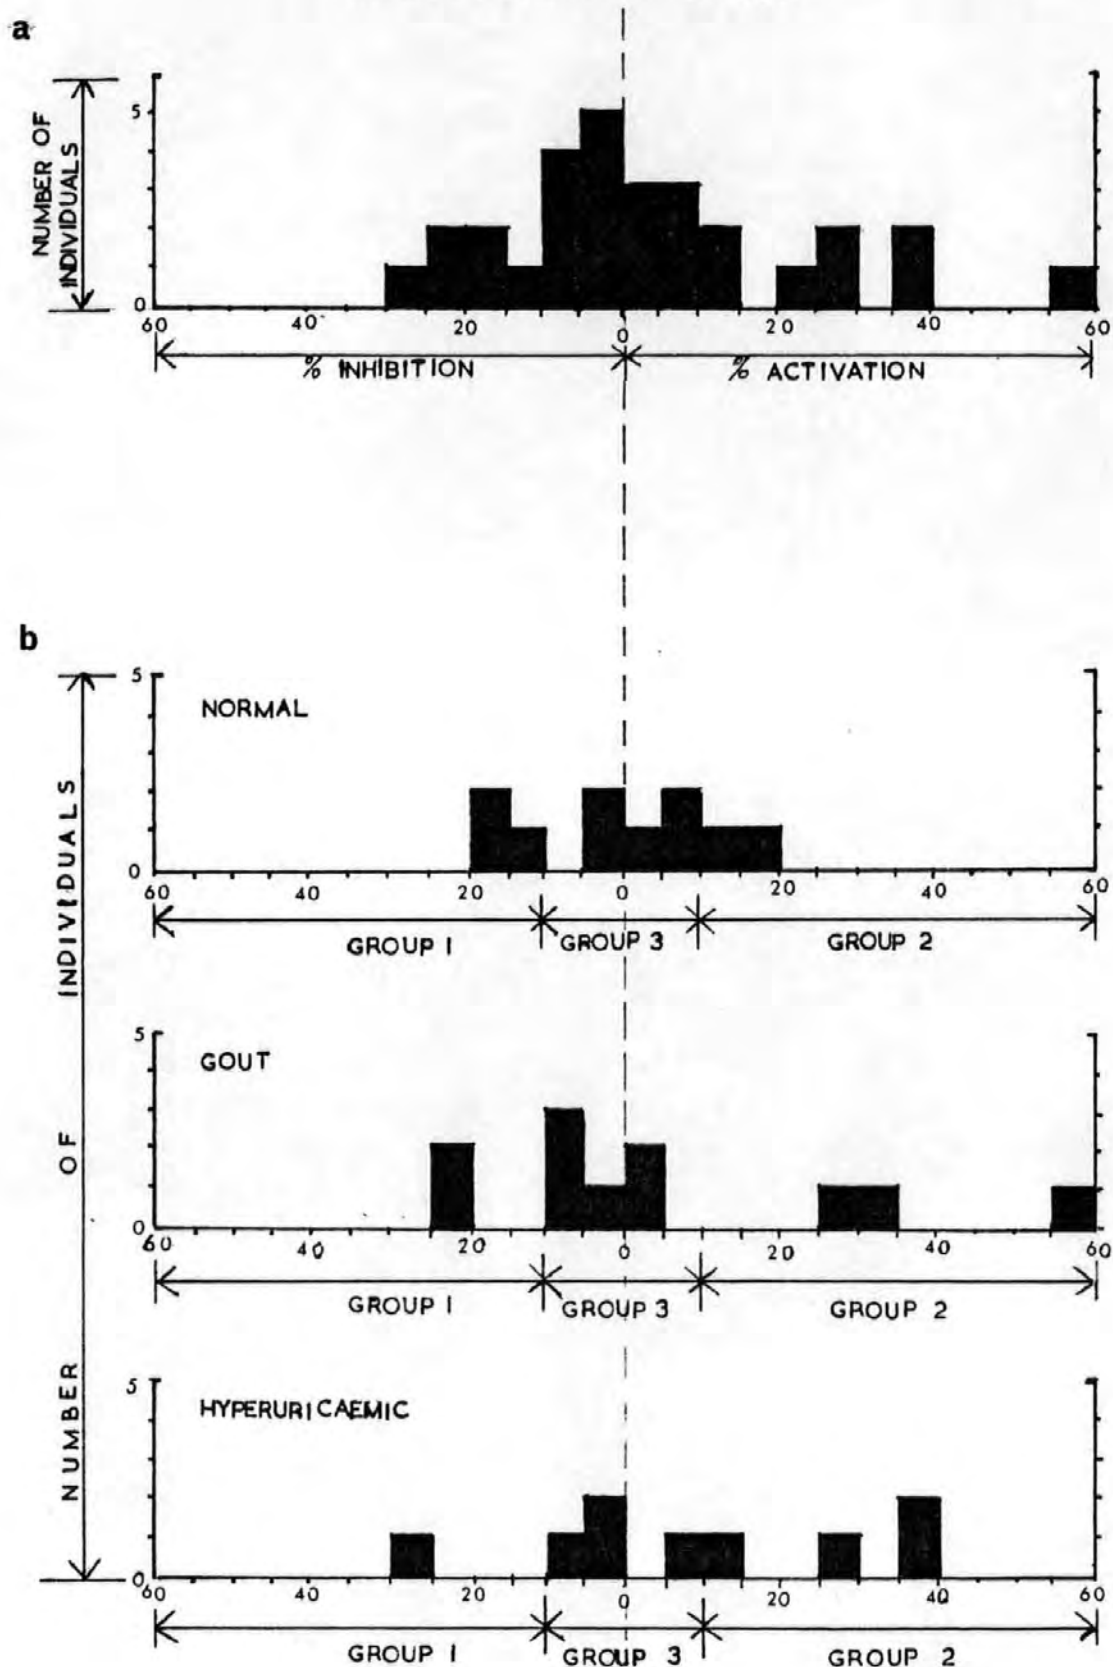 a
NUMBER OF
INDIVIDUALS
5
0
60 40 20 0 20 40 60
% INHIBITION % ACTIVATION
b
NUMBER OF INDIVIDUALS
5
NORMAL
0
60 40 20 0 20 40 60
GROUP 1 GROUP 3 GROUP 2
5
GOUT
0
60 40 20 0 20 40 60
GROUP 1 GROUP 3 GROUP 2
5
HYPERURICAEMIC
0
60 40 20 0 20 40 60
GROUP 1 GROUP 3 GROUP 2